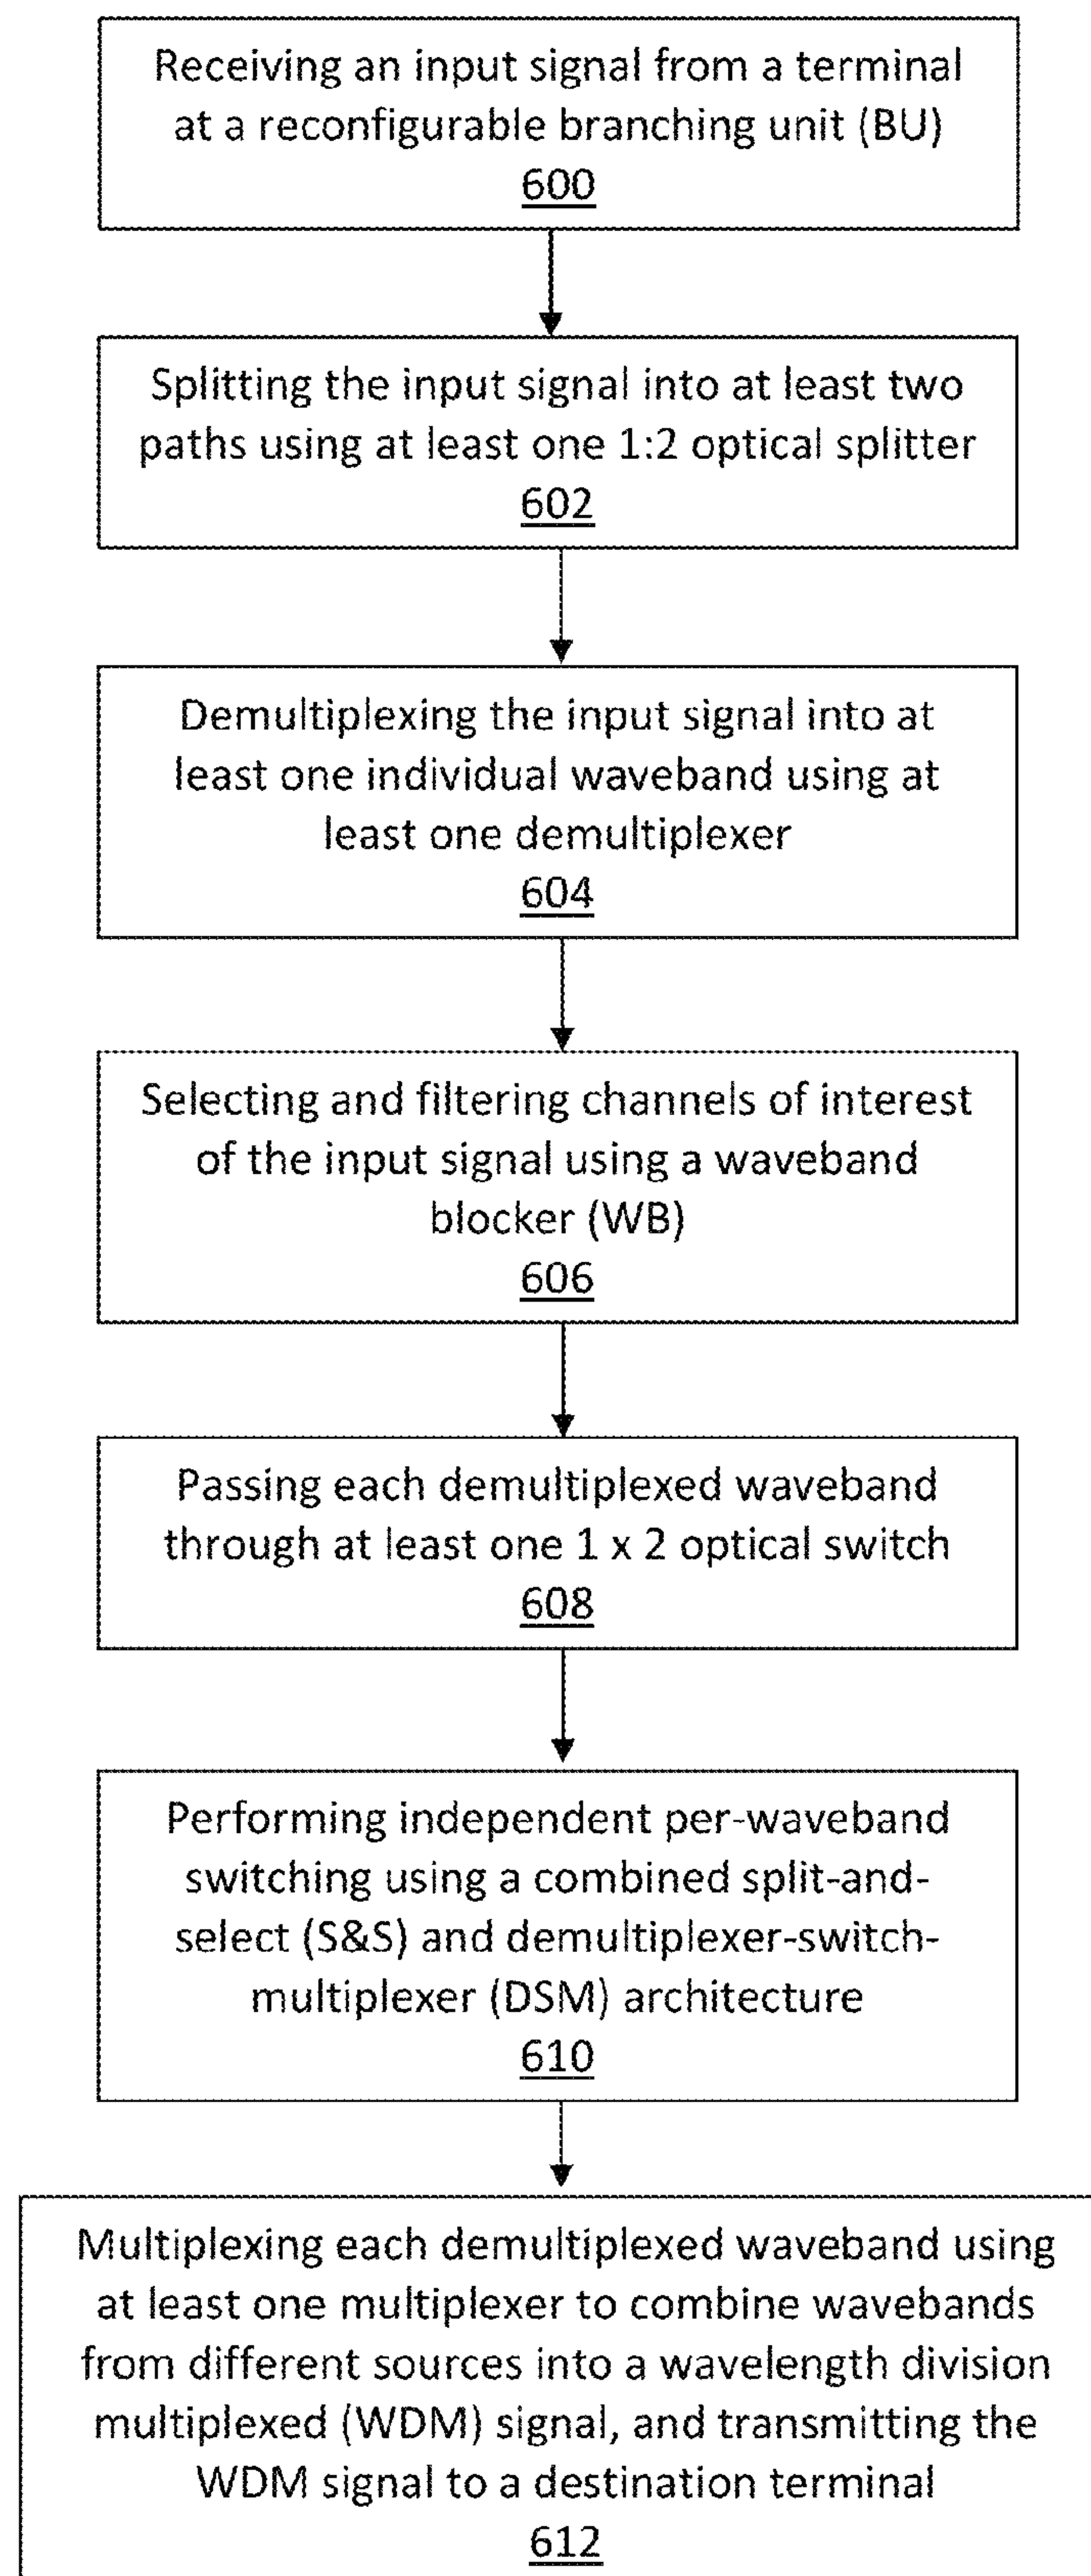 Receiving an input signal from a terminal
at a reconfigurable branching unit (BU)
600
Splitting the input signal into at least two
paths using at least one 1:2 optical splitter
602
Demultiplexing the input signal into at
least one individual waveband using at
least one demultiplexer
604
Selecting and filtering channels of interest
of the input signal using a waveband
blocker (WB)
606
Passing each demultiplexed waveband
through at least one 1 x 2 optical switch
608
Performing independent per-waveband
switching using a combined split-and-
select (S&S) and demultiplexer-switch-
multiplexer (DSM) architecture
610
Multiplexing each demultiplexed waveband using
at least one multiplexer to combine wavebands
from different sources into a wavelength division
multiplexed (WDM) signal, and transmitting the
WDM signal to a destination terminal
612